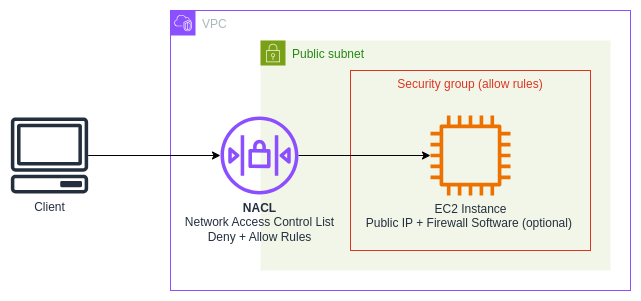 VPC
Public subnet
Security group (allow rules)
Client
NACL
Network Access Control List
Deny + Allow Rules
EC2 Instance
Public IP + Firewall Software (optional)